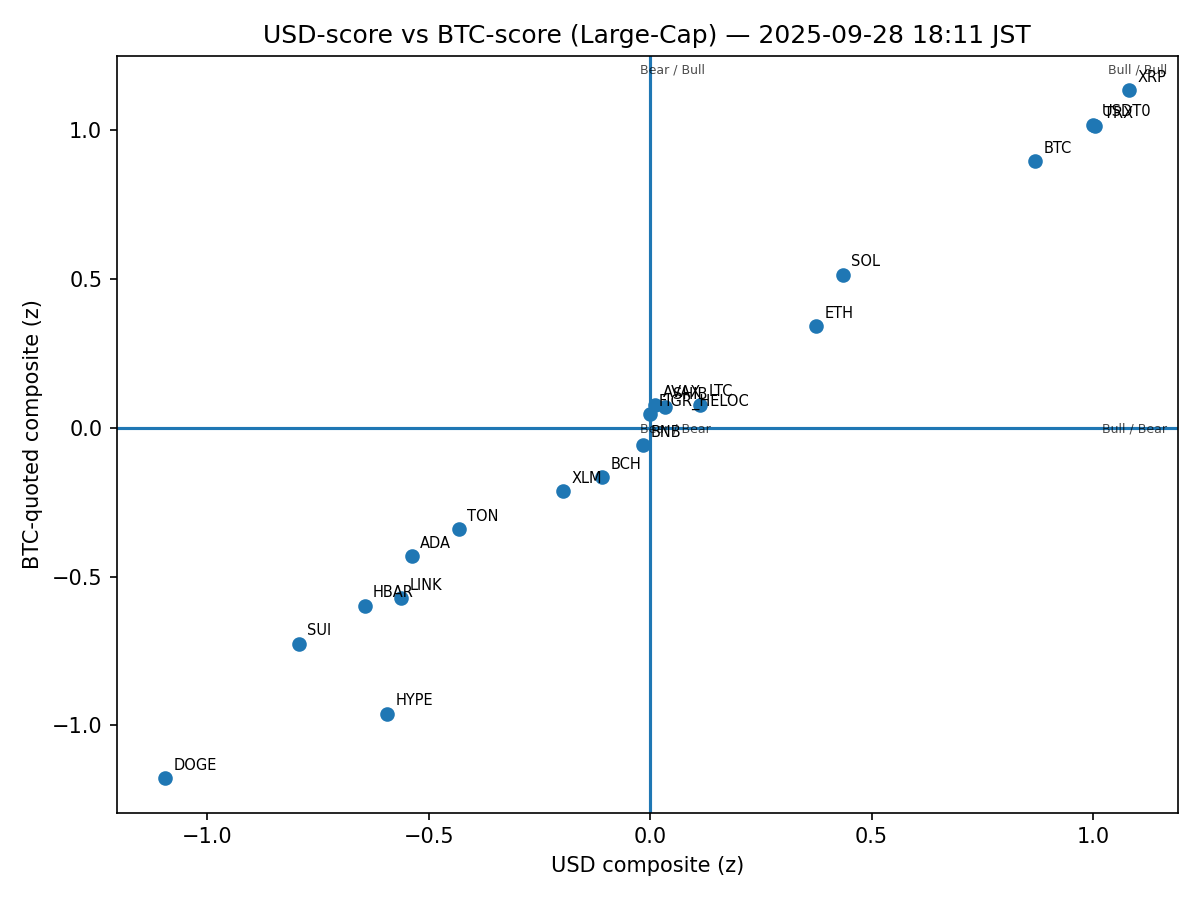 USD-score vs BTC-score (Large-Cap) — 2025-09-28 18:11 JST
Bear / Bull
Bull / Bull
XRP
USDT0
TRX
BTC
SOL
ETH
AVAX
SHIB
LTC
FIGR_HELOC
Bear / Bear
Bull / Bear
BNB
BCH
XLM
TON
ADA
LINK
HBAR
SUI
HYPE
DOGE
1.0
0.5
0.0
−0.5
−1.0
BTC-quoted composite (z)
−1.0
−0.5
0.0
0.5
1.0
USD composite (z)